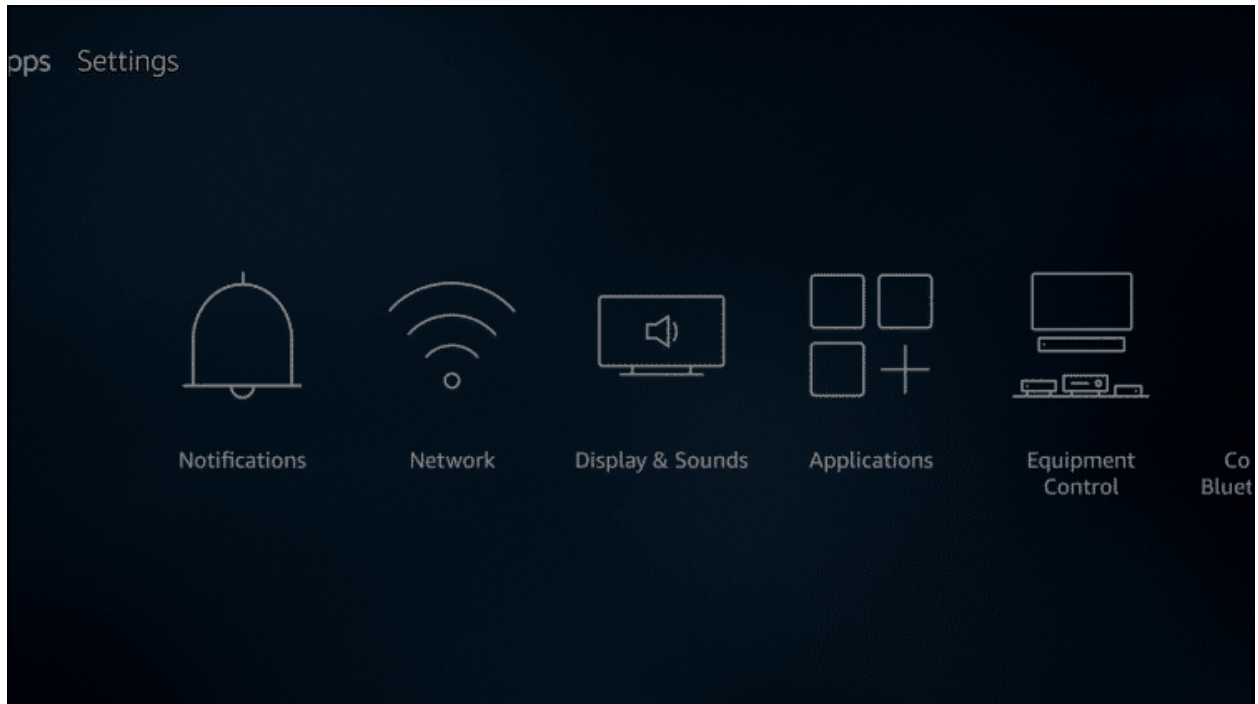 pps Settings
Notifications
Network
Display & Sounds
Applications
Equipment
Control
Co
Bluet